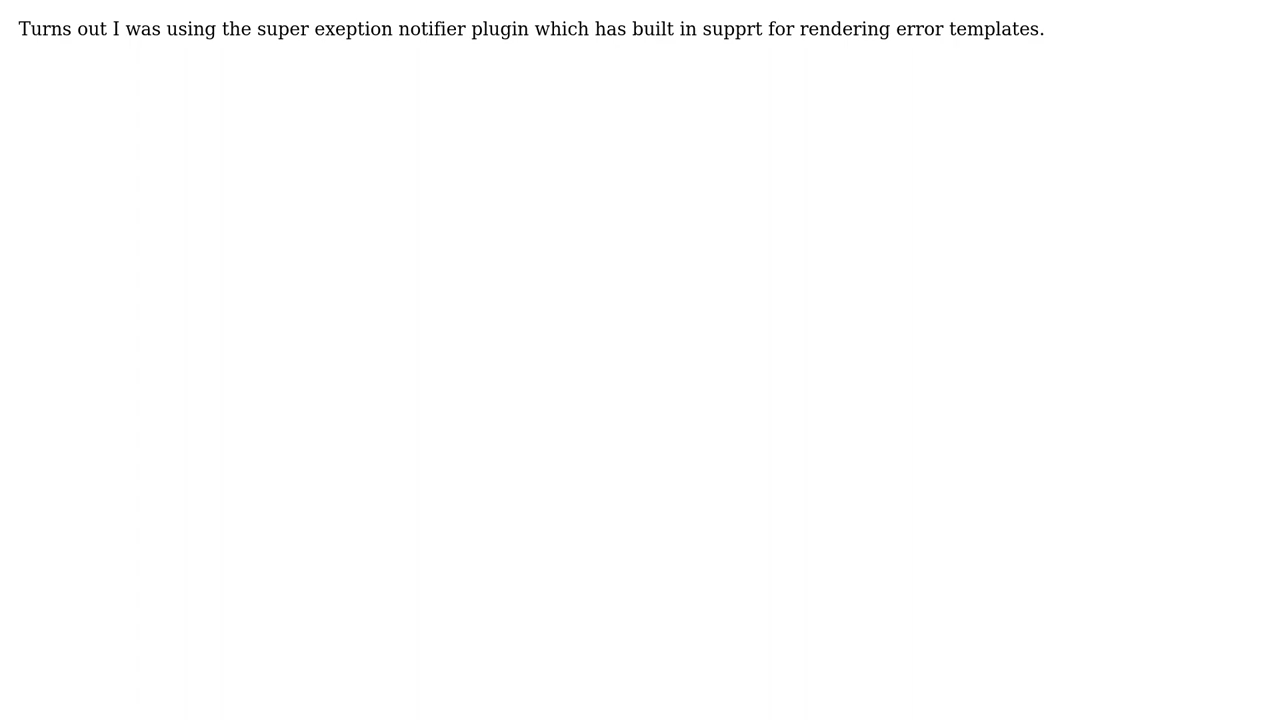 Turns out I was using the super exeption notifier plugin which has built in supprt for rendering error templates.